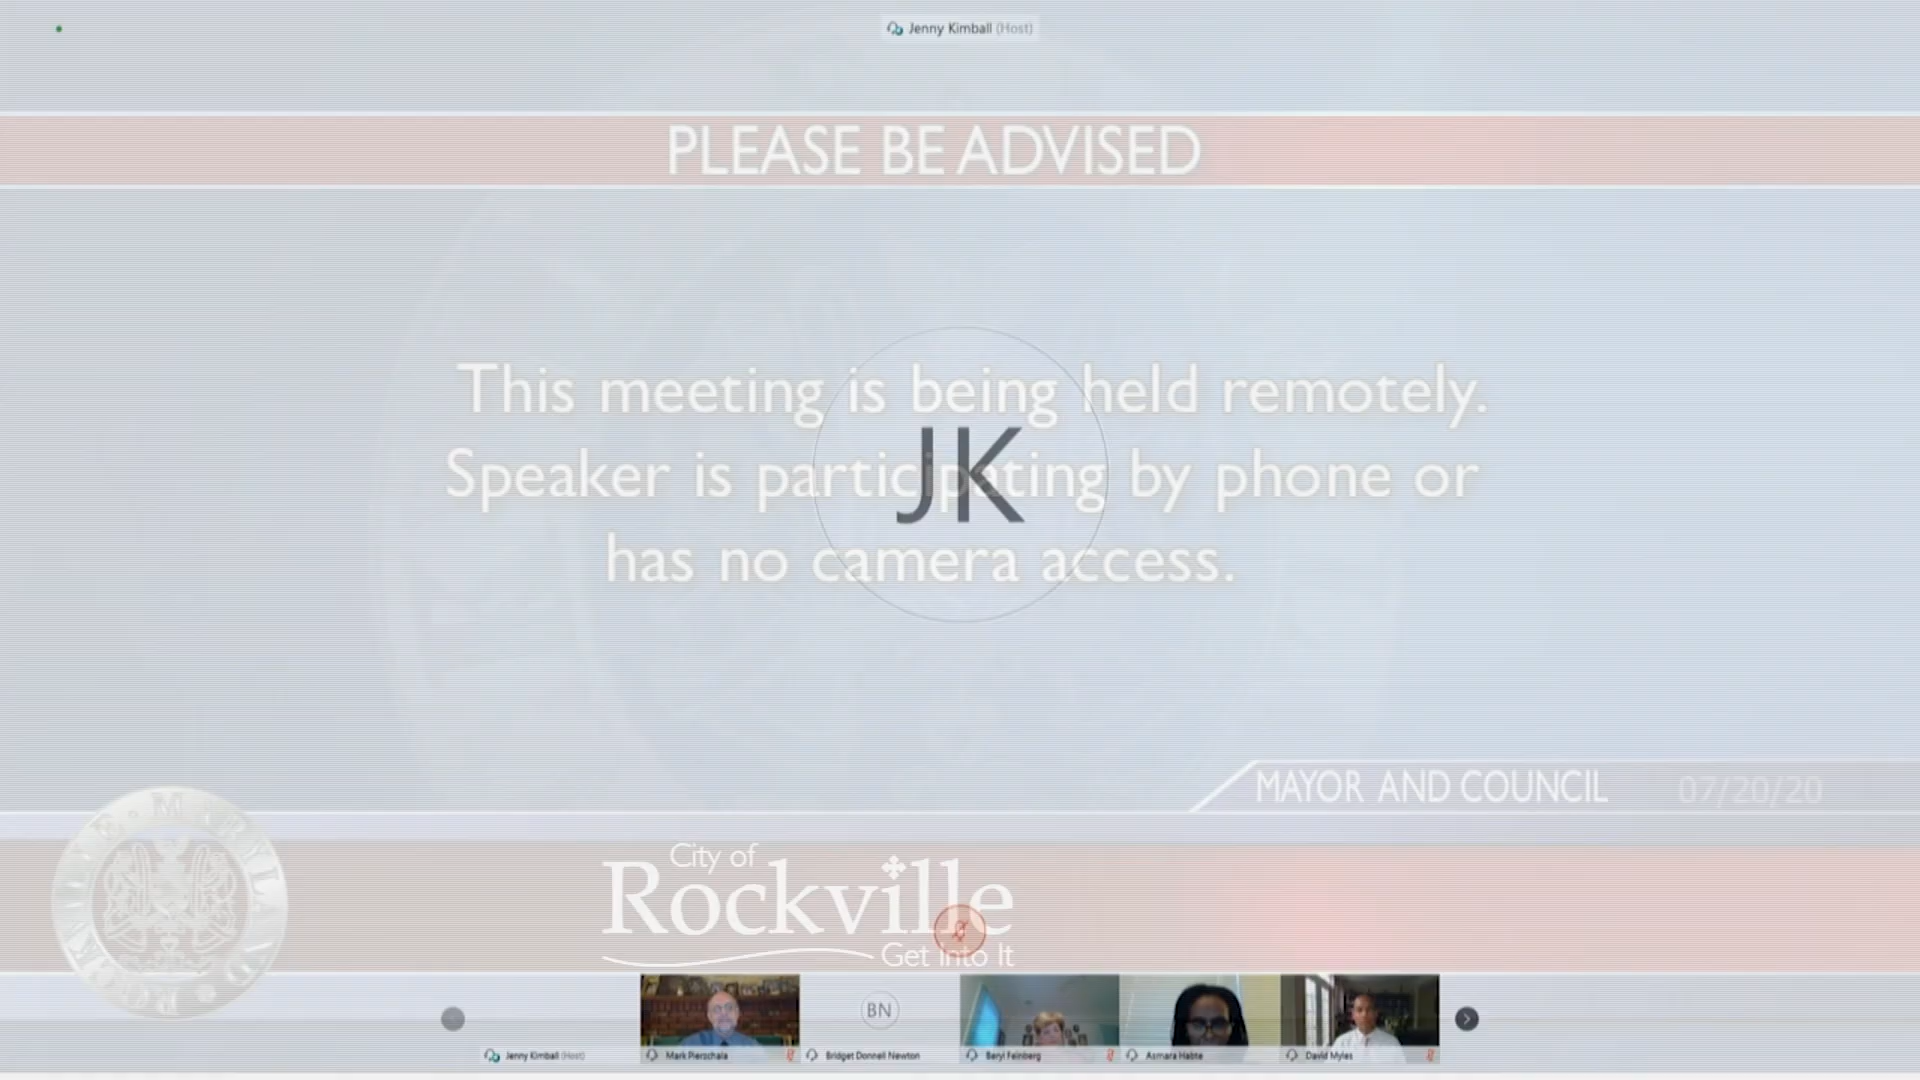 Jenny Kimball (Host)
PLEASE BE ADVISED
This meeting is being held remotely.
JK
Speaker is participating by phone or
has no camera access.
MAYOR AND COUNCIL 07/20/20
City of
Rockville
Get Into It
BN
Jenny Kimball (Host)
Mark Pierzchala
Bridget Donnell Newton
Beryl Feinberg
Asmara Habte
David Myles